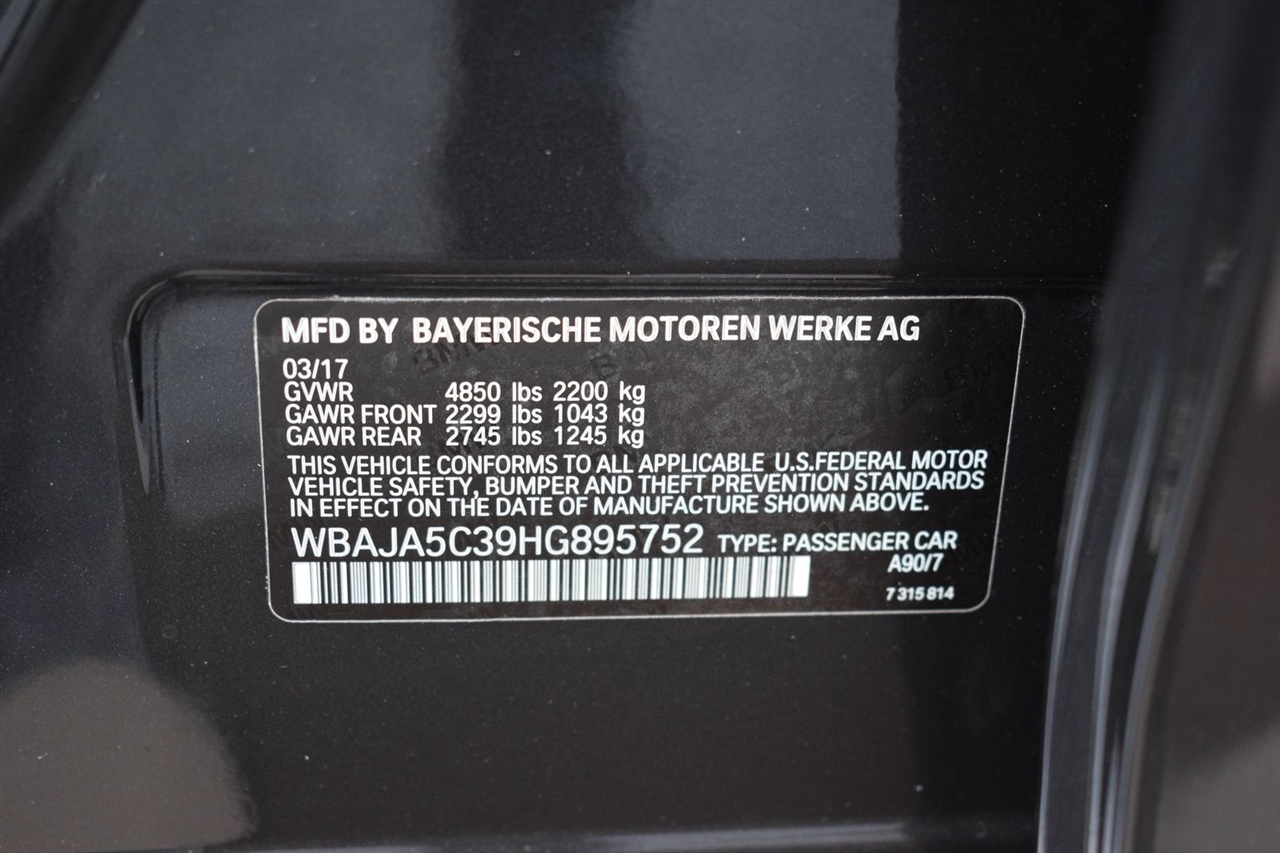 MFD BY BAYERISCHE MOTOREN WERKE AG
03/17
GVWR 4850 lbs 2200 kg
GAWR FRONT 2299 lbs 1043 kg
GAWR REAR 2745 lbs 1245 kg
THIS VEHICLE CONFORMS TO ALL APPLICABLE U.S.FEDERAL MOTOR
VEHICLE SAFETY, BUMPER AND THEFT PREVENTION STANDARDS
IN EFFECT ON THE DATE OF MANUFACTURE SHOWN ABOVE.
WBAJA5C39HG895752 TYPE: PASSENGER CAR
A90/7
7 315 814